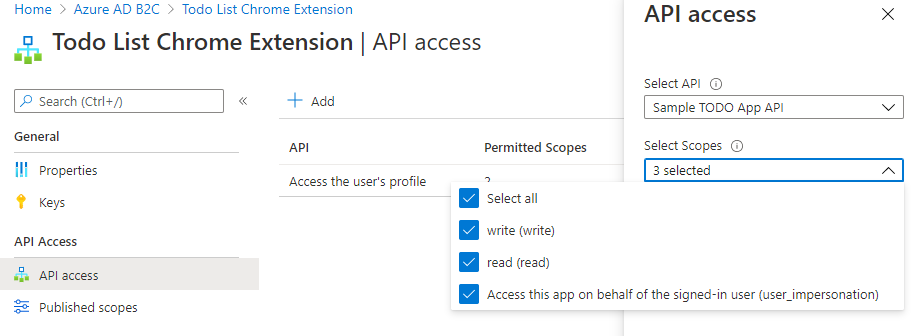 Home > Azure AD B2C > Todo List Chrome Extension
Todo List Chrome Extension | API access
Search (Ctrl+/)
«
General
Properties
Keys
API Access
API access
Published scopes
+ Add
API Permitted Scopes
Access the user's profile
API access
Select API
Sample TODO App API
Select Scopes
3 selected
Select all
write (write)
read (read)
Access this app on behalf of the signed-in user (user_impersonation)